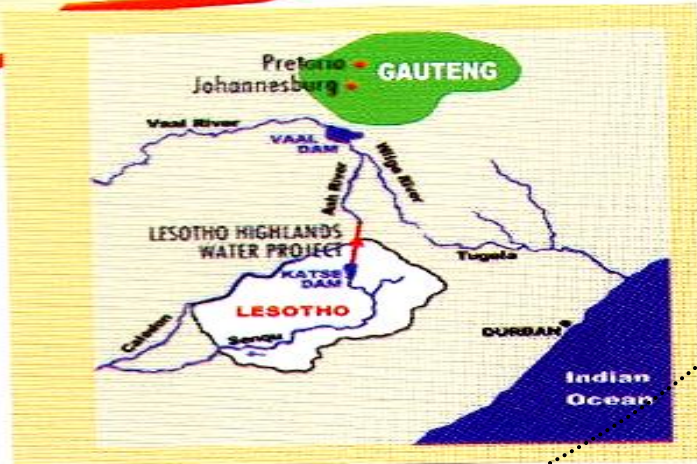 Pretoria
GAUTENG
Johannesburg
Vaal River
VAAL
DAM
Wilge River
Ash River
LESOTHO HIGHLANDS
WATER PROJECT
Tugela
KATSE
DAM
LESOTHO
Caledon
Senqu
DURBAN
Indian
Ocean